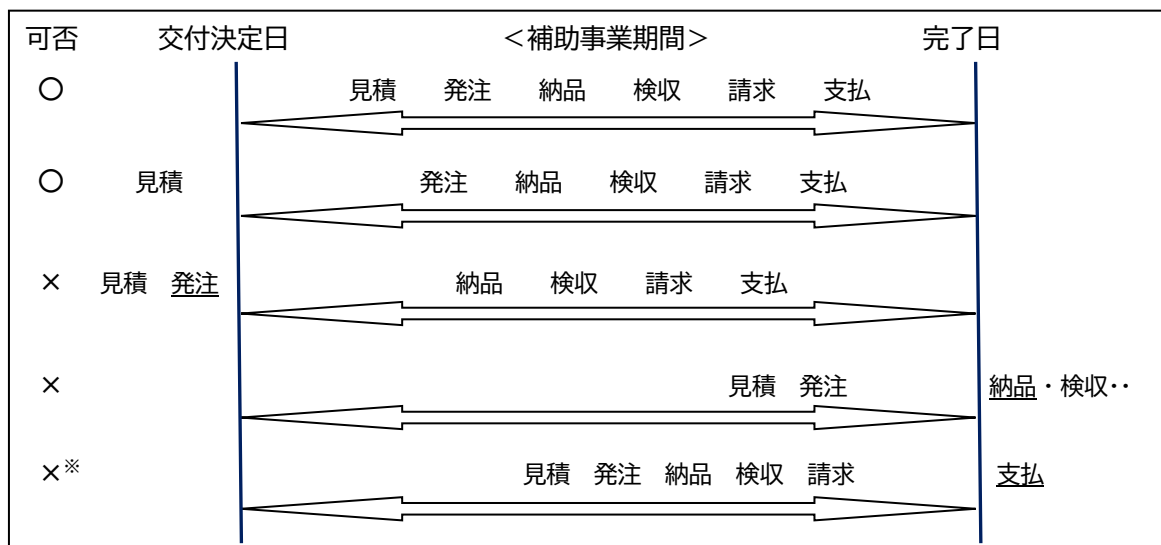 可否 交付決定日 ＜補助事業期間＞ 完了日
○ 見積 発注 納品 検収 請求 支払
○ 見積 発注 納品 検収 請求 支払
× 見積 発注 納品 検収 請求 支払
× 見積 発注 納品・検収‥
×※ 見積 発注 納品 検収 請求 支払